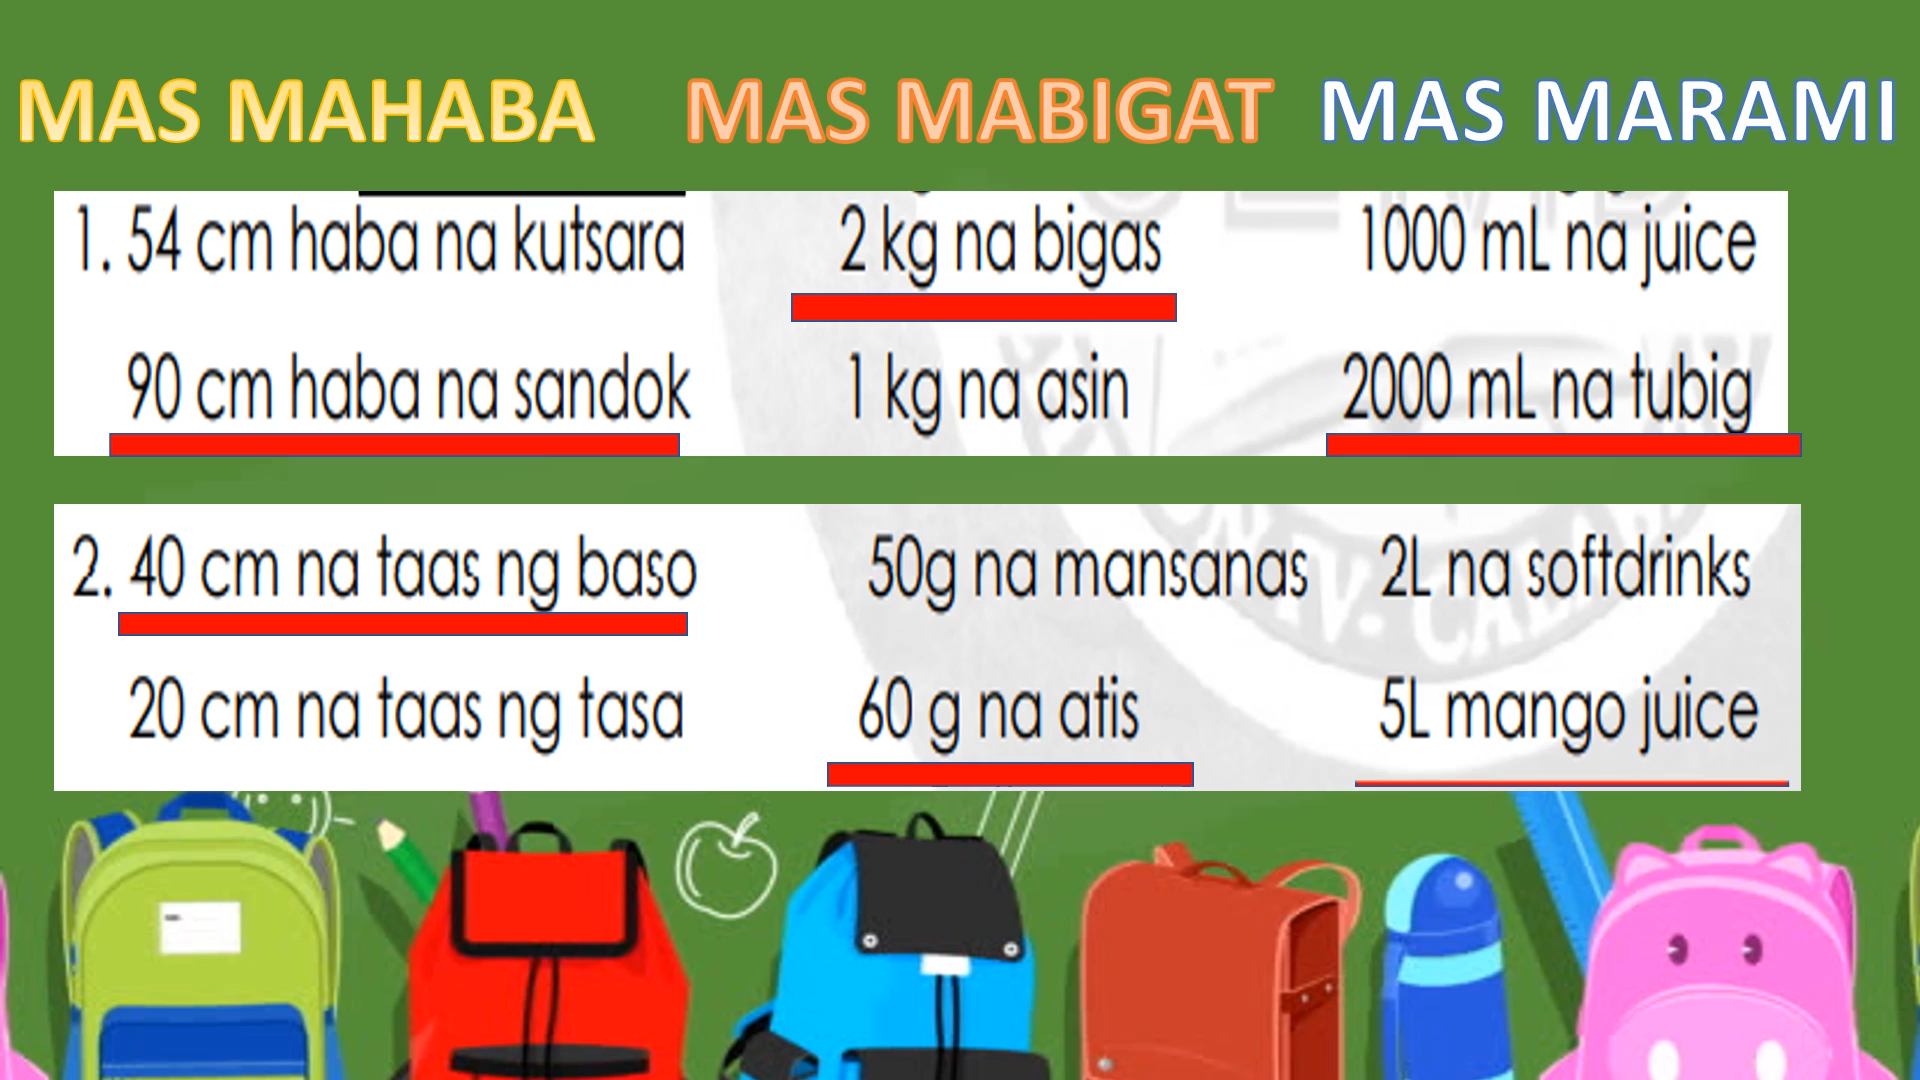 MAS MAHABA MAS MABIGAT MAS MARAMI
1. 54 cm haba na kutsara 2 kg na bigas 1000 mL na juice
90 cm haba na sandok 1 kg na asin 2000 mL na tubig
2. 40 cm na taas ng baso 50g na mansanas 2L na softdrinks
20 cm na taas ng tasa 60 g na atis 5L mango juice